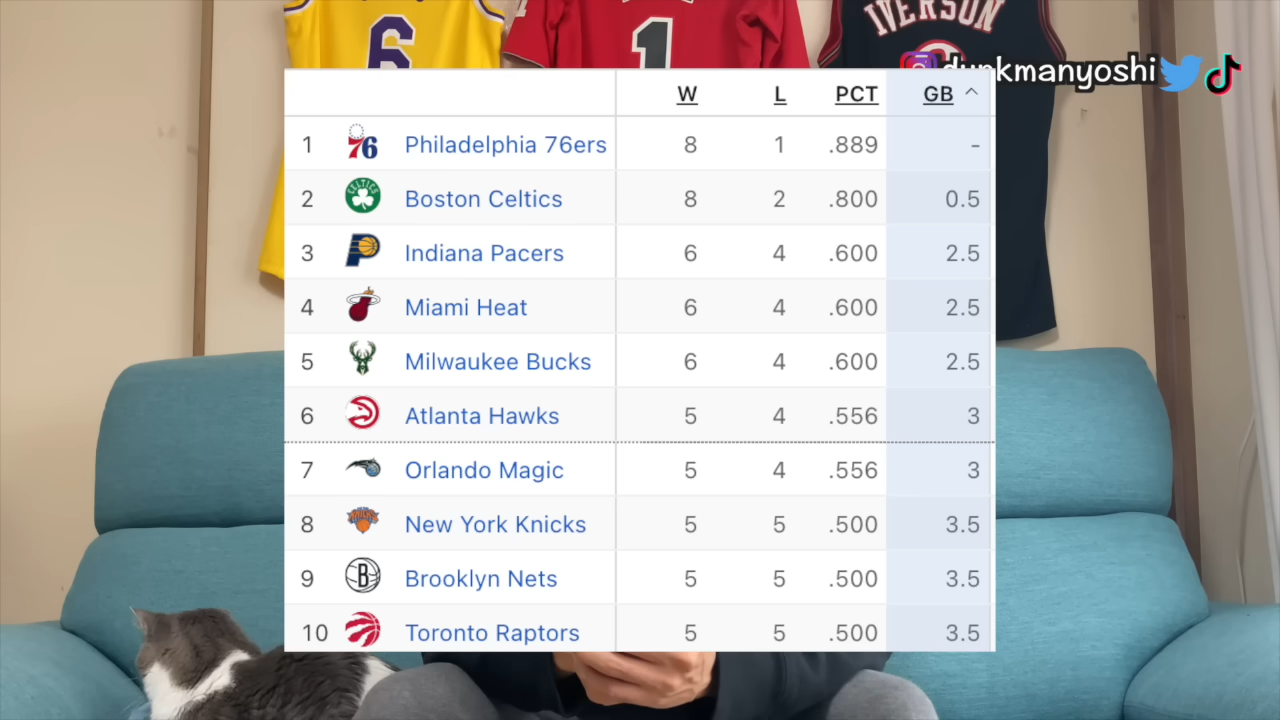 6
1
IVERSON
dunkmanyoshi
W L PCT GB
1 76 Philadelphia 76ers 8 1 .889 -
2 CELTICS Boston Celtics 8 2 .800 0.5
3 Indiana Pacers 6 4 .600 2.5
4 Miami Heat 6 4 .600 2.5
5 Milwaukee Bucks 6 4 .600 2.5
6 Atlanta Hawks 5 4 .556 3
7 Orlando Magic 5 4 .556 3
8 New York Knicks 5 5 .500 3.5
9 B Brooklyn Nets 5 5 .500 3.5
10 Toronto Raptors 5 5 .500 3.5